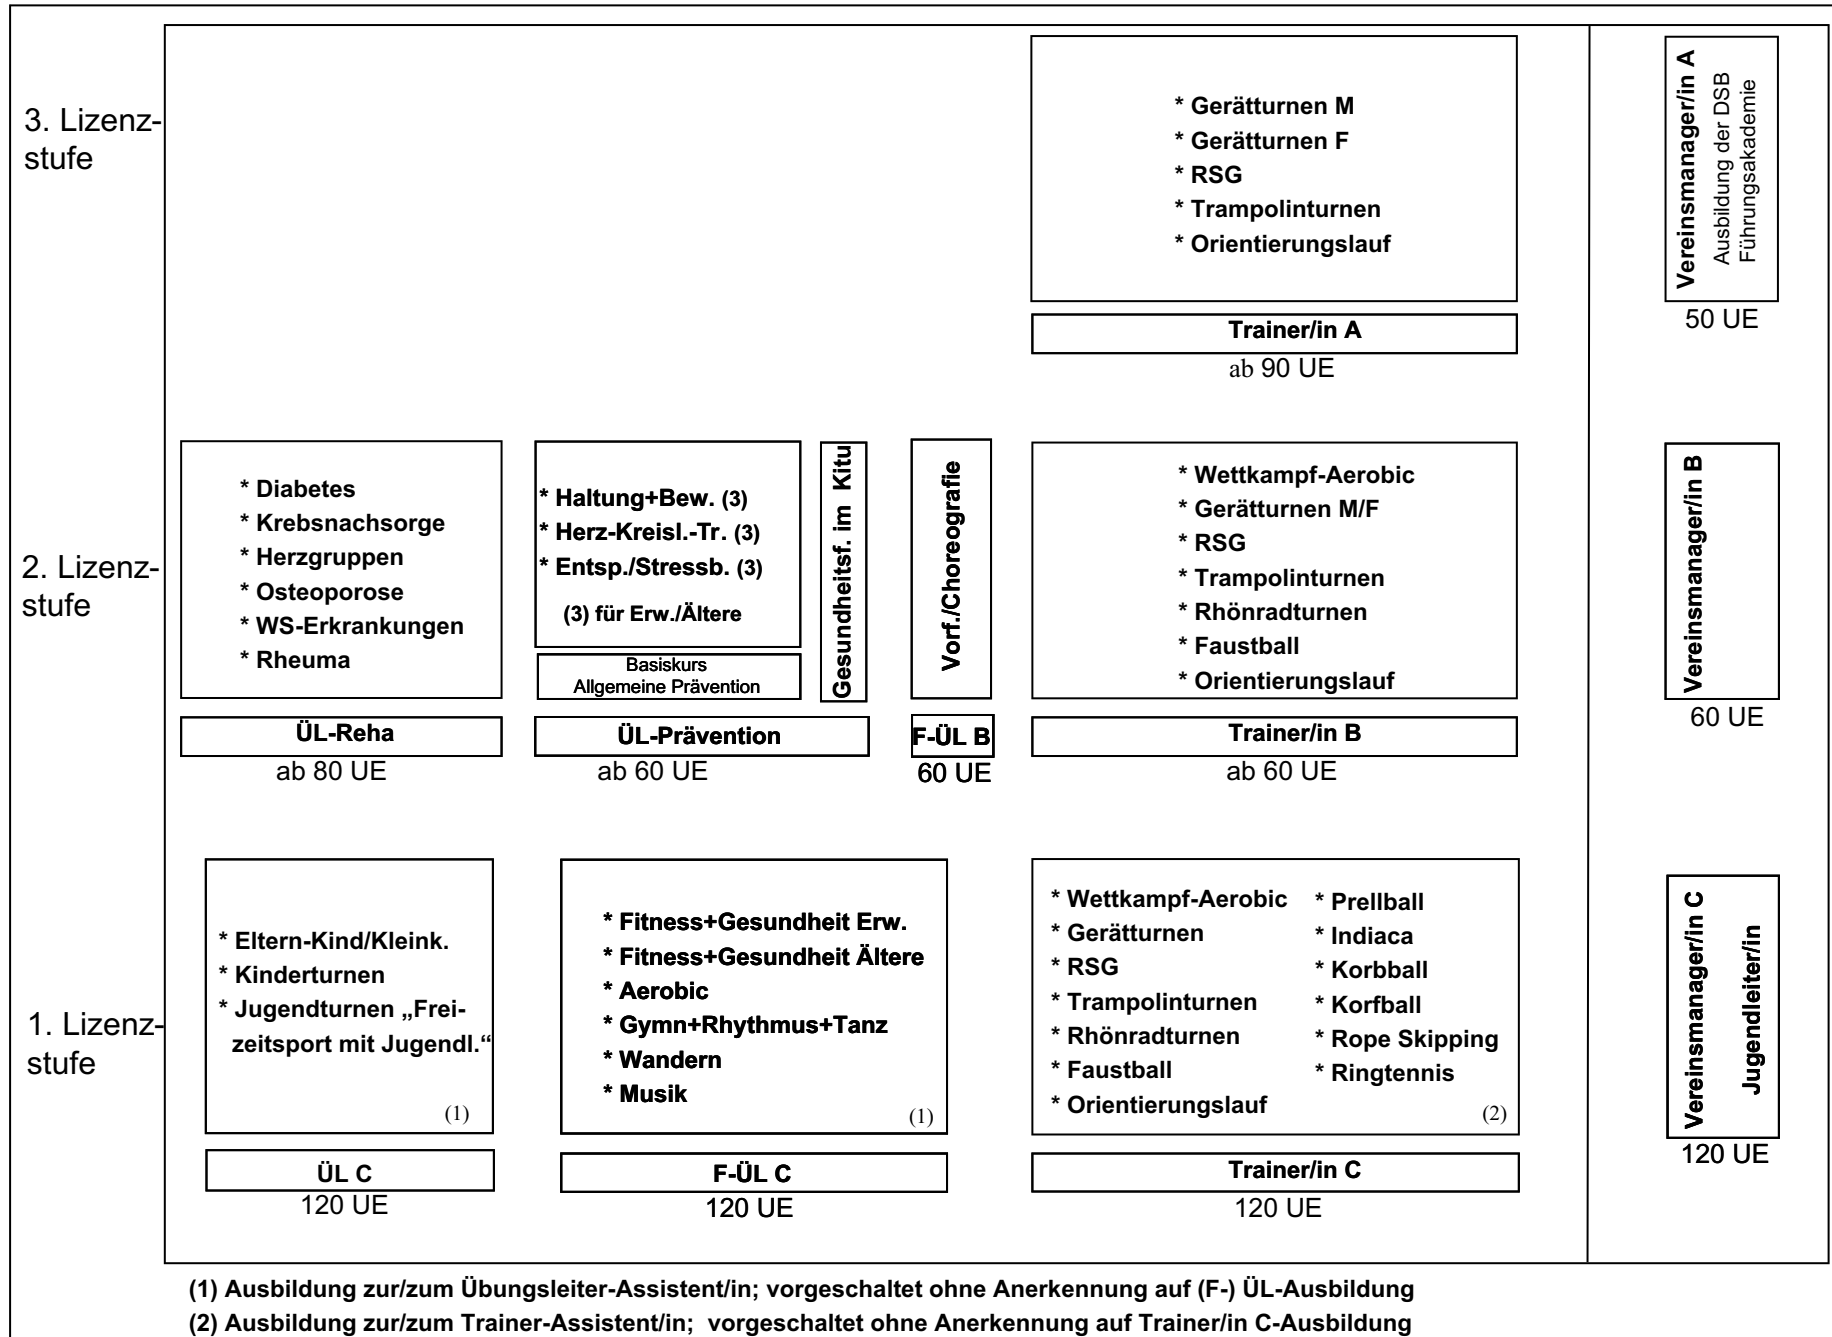 3. Lizenz-
stufe
* Gerätturnen M
* Gerätturnen F
* RSG
* Trampolinturnen
* Orientierungslauf
Trainer/in A
ab 90 UE
Vereinsmanager/in A
Ausbildung der DSB
Führungsakademie
50 UE
2. Lizenz-
stufe
* Diabetes
* Krebsnachsorge
* Herzgruppen
* Osteoporose
* WS-Erkrankungen
* Rheuma
ÜL-Reha
ab 80 UE
* Haltung+Bew. (3)
* Herz-Kreisl.-Tr. (3)
* Entsp./Stressb. (3)
(3) für Erw./Ältere
Basiskurs
Allgemeine Prävention
Gesundheitsf. im Kitu
ÜL-Prävention
ab 60 UE
Vorf./Choreografie
F-ÜL B
60 UE
* Wettkampf-Aerobic
* Gerätturnen M/F
* RSG
* Trampolinturnen
* Rhönradturnen
* Faustball
* Orientierungslauf
Trainer/in B
ab 60 UE
Vereinsmanager/in B
60 UE
1. Lizenz-
stufe
* Eltern-Kind/Kleink.
* Kinderturnen
* Jugendturnen „Frei-
zeitsport mit Jugendl.“
(1)
ÜL C
120 UE
* Fitness+Gesundheit Erw.
* Fitness+Gesundheit Ältere
* Aerobic
* Gymn+Rhythmus+Tanz
* Wandern
* Musik
(1)
F-ÜL C
120 UE
* Wettkampf-Aerobic
* Gerätturnen
* RSG
* Trampolinturnen
* Rhönradturnen
* Faustball
* Orientierungslauf
* Prellball
* Indiaca
* Korbball
* Korfball
* Rope Skipping
* Ringtennis
(2)
Trainer/in C
120 UE
Vereinsmanager/in C
Jugendleiter/in
120 UE
(1) Ausbildung zur/zum Übungsleiter-Assistent/in; vorgeschaltet ohne Anerkennung auf (F-) ÜL-Ausbildung
(2) Ausbildung zur/zum Trainer-Assistent/in; vorgeschaltet ohne Anerkennung auf Trainer/in C-Ausbildung